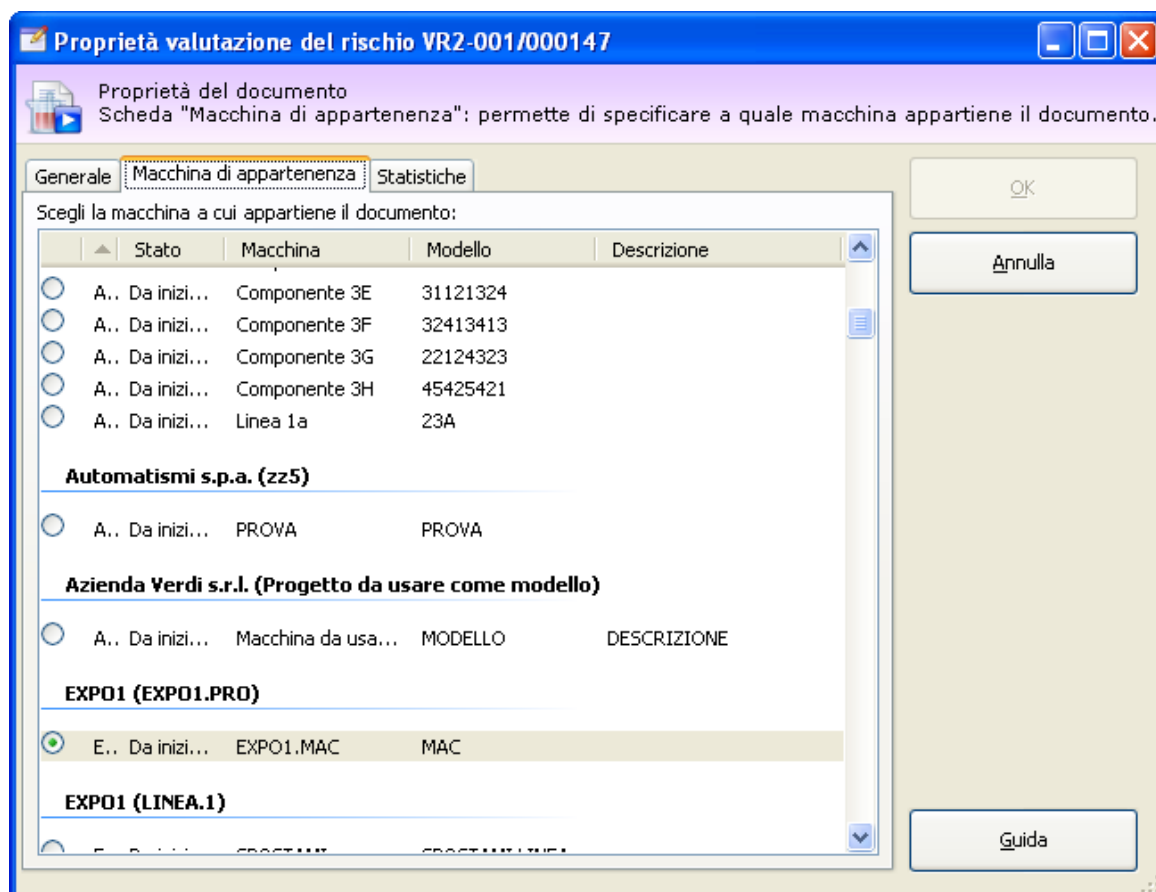 Proprietà valutazione del rischio VR2-001/000147
Proprietà del documento
Scheda "Macchina di appartenenza": permette di specificare a quale macchina appartiene il documento.
Generale Macchina di appartenenza Statistiche
OK
Scegli la macchina a cui appartiene il documento:
Stato Macchina Modello Descrizione
Annulla
A.. Da inizi... Componente 3E 31121324
A.. Da inizi... Componente 3F 32413413
A.. Da inizi... Componente 3G 22124323
A.. Da inizi... Componente 3H 45425421
A.. Da inizi... Linea 1a 23A
Automatismi s.p.a. (zz5)
A.. Da inizi... PROVA PROVA
Azienda Verdi s.r.l. (Progetto da usare come modello)
A.. Da inizi... Macchina da usa... MODELLO DESCRIZIONE
EXPO1 (EXPO1.PRO)
E.. Da inizi... EXPO1.MAC MAC
EXPO1 (LINEA.1)
Guida